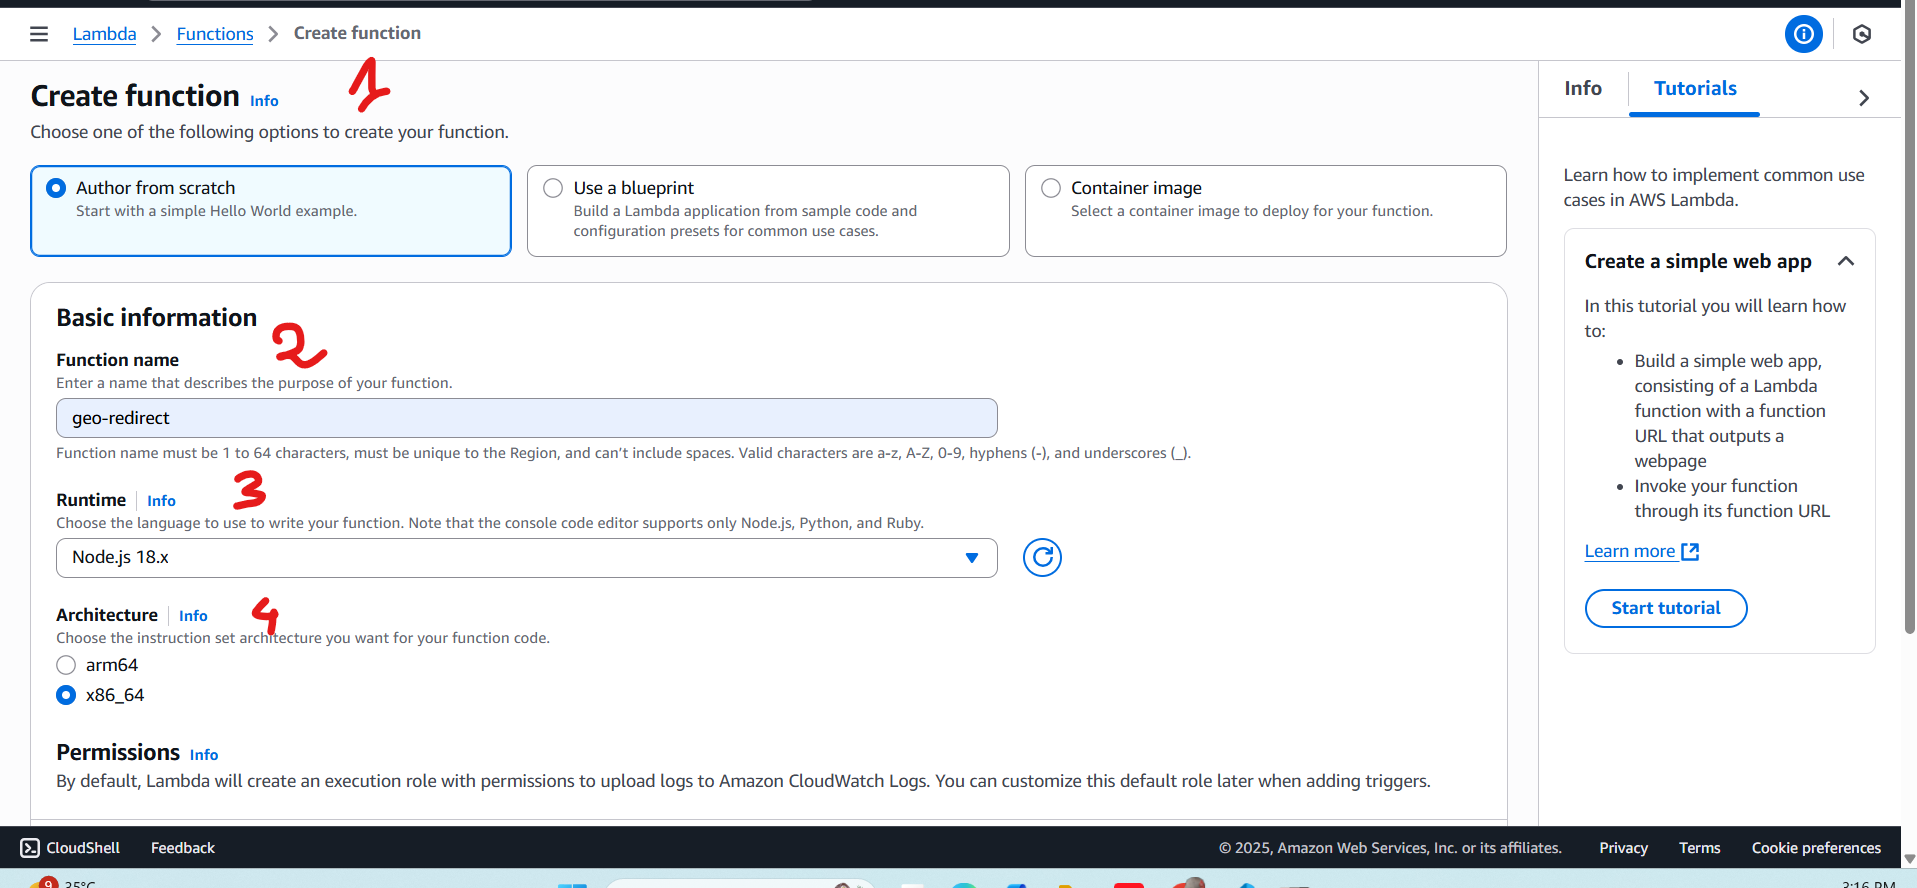 Lambda > Functions > Create function
1
Create function Info
Choose one of the following options to create your function.
Author from scratch
Start with a simple Hello World example.
Use a blueprint
Build a Lambda application from sample code and
configuration presets for common use cases.
Container image
Select a container image to deploy for your function.
Basic information
2
Function name
Enter a name that describes the purpose of your function.
geo-redirect
Function name must be 1 to 64 characters, must be unique to the Region, and can't include spaces. Valid characters are a-z, A-Z, 0-9, hyphens (-), and underscores (_).
3
Runtime Info
Choose the language to use to write your function. Note that the console code editor supports only Node.js, Python, and Ruby.
Node.js 18.x
4
Architecture Info
Choose the instruction set architecture you want for your function code.
arm64
x86_64
Permissions Info
By default, Lambda will create an execution role with permissions to upload logs to Amazon CloudWatch Logs. You can customize this default role later when adding triggers.
Info
Tutorials
Learn how to implement common use
cases in AWS Lambda.
Create a simple web app
In this tutorial you will learn how
to:
• Build a simple web app,
consisting of a Lambda
function with a function
URL that outputs a
webpage
• Invoke your function
through its function URL
Learn more
Start tutorial
CloudShell
Feedback
© 2025, Amazon Web Services, Inc. or its affiliates.
Privacy
Terms
Cookie preferences
9
35°C
3:16 PM